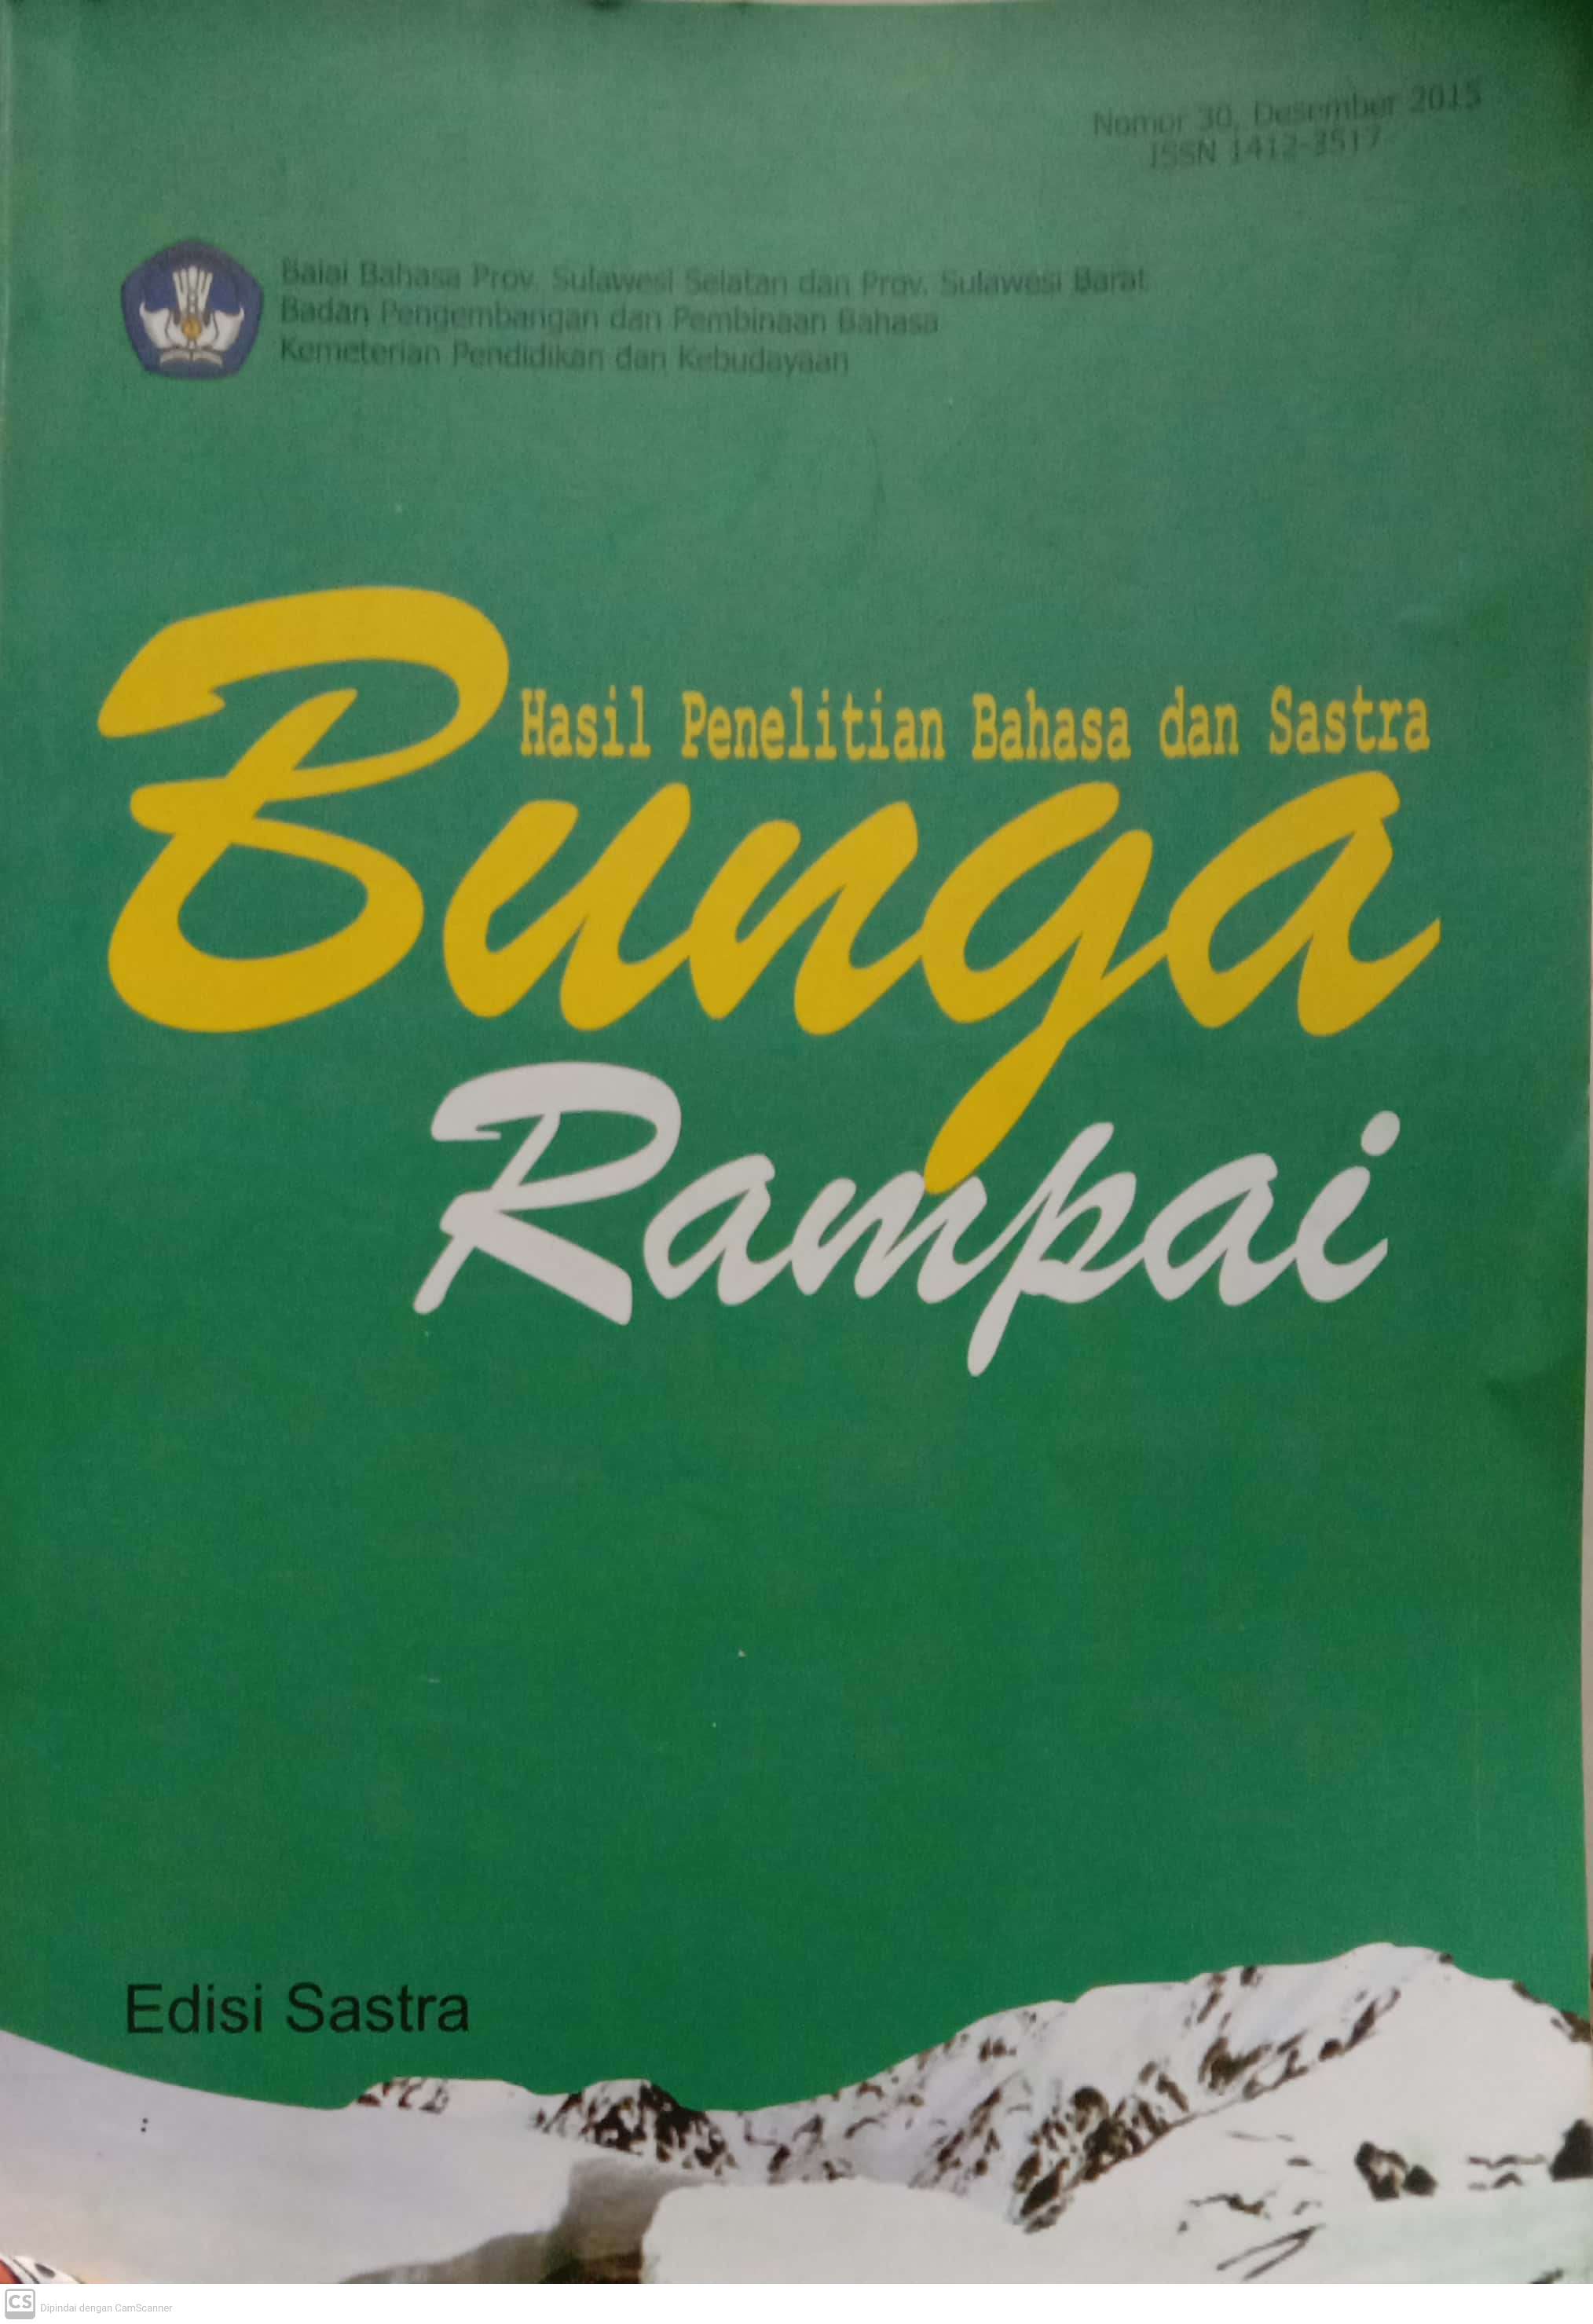 Nomor 30, Desember 2015
ISSN 1412-3517
Balai Bahasa Prov. Sulawesi Selatan dan Prov. Sulawesi Barat
Badan Pengembangan dan Pembinaan Bahasa
Kemeterian Pendidikan dan Kebudayaan
Hasil Penelitian Bahasa dan Sastra
Bunga
Rampai
Edisi Sastra
CS Dipindai dengan CamScanner